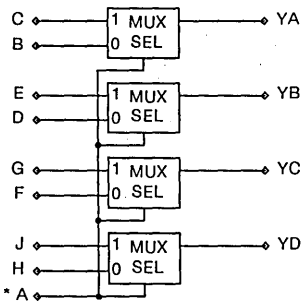 C 1 MUX YA
B 0 SEL
E 1 MUX YB
D 0 SEL
G 1 MUX YC
F 0 SEL
J 1 MUX YD
H 0 SEL
* A